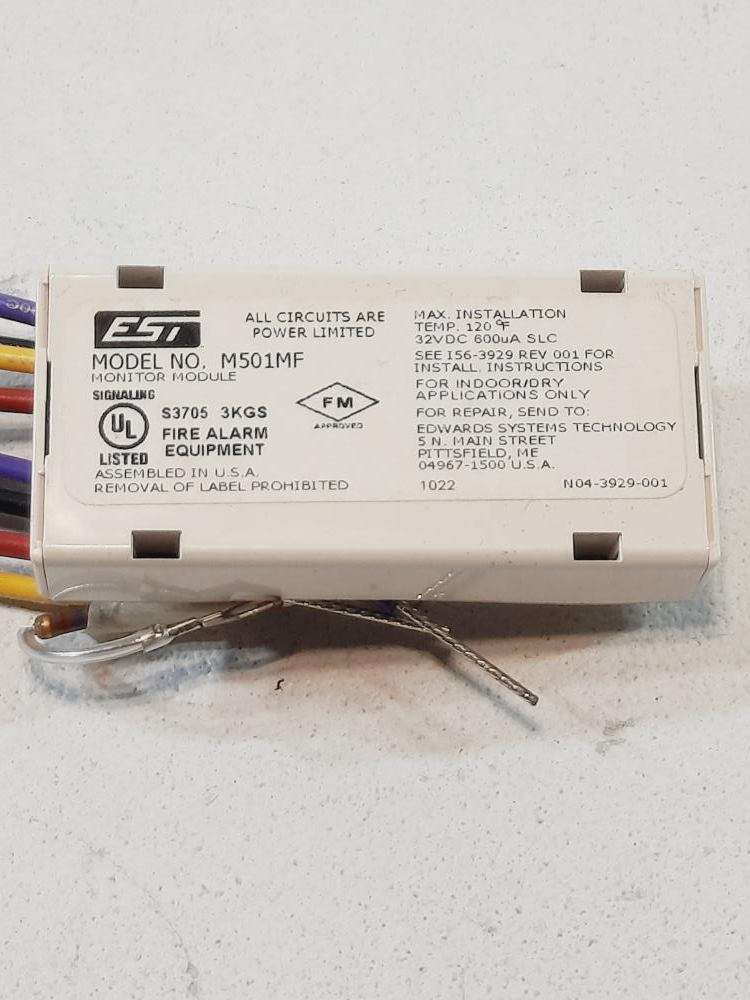 EST
ALL CIRCUITS ARE
POWER LIMITED
MODEL NO. M501MF
MONITOR MODULE
SIGNALING
UL
LISTED
S3705 3KGS
FIRE ALARM
EQUIPMENT
FM
APPROVED
ASSEMBLED IN U.S.A.
REMOVAL OF LABEL PROHIBITED
MAX. INSTALLATION
TEMP. 120 °F
32VDC 600uA SLC
SEE I56-3929 REV 001 FOR
INSTALL. INSTRUCTIONS
FOR INDOOR/DRY
APPLICATIONS ONLY
FOR REPAIR, SEND TO:
EDWARDS SYSTEMS TECHNOLOGY
5 N. MAIN STREET
PITTSFIELD, ME
04967-1500 U.S.A.
1022 N04-3929-001